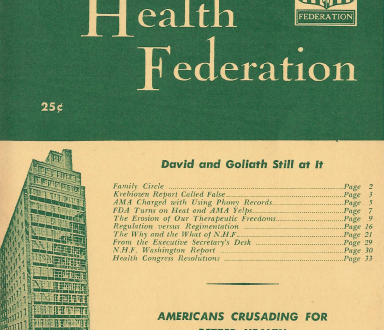 Health
FEDERATION
Federation
25¢
David and Goliath Still at It
Family Circle Page 2
Krebiozen Report Called False Page 3
AMA Charged with Using Phony Records Page 5
FDA Turns on Heat and AMA Yelps Page 7
The Erosion of Our Therapeutic Freedoms Page 9
Regulation versus Regimentation Page 16
The Why and the What of N.H.F. Page 21
From the Executive Secretary's Desk Page 29
N.H.F. Washington Report Page 30
Health Congress Resolutions Page 33
AMERICANS CRUSADING FOR